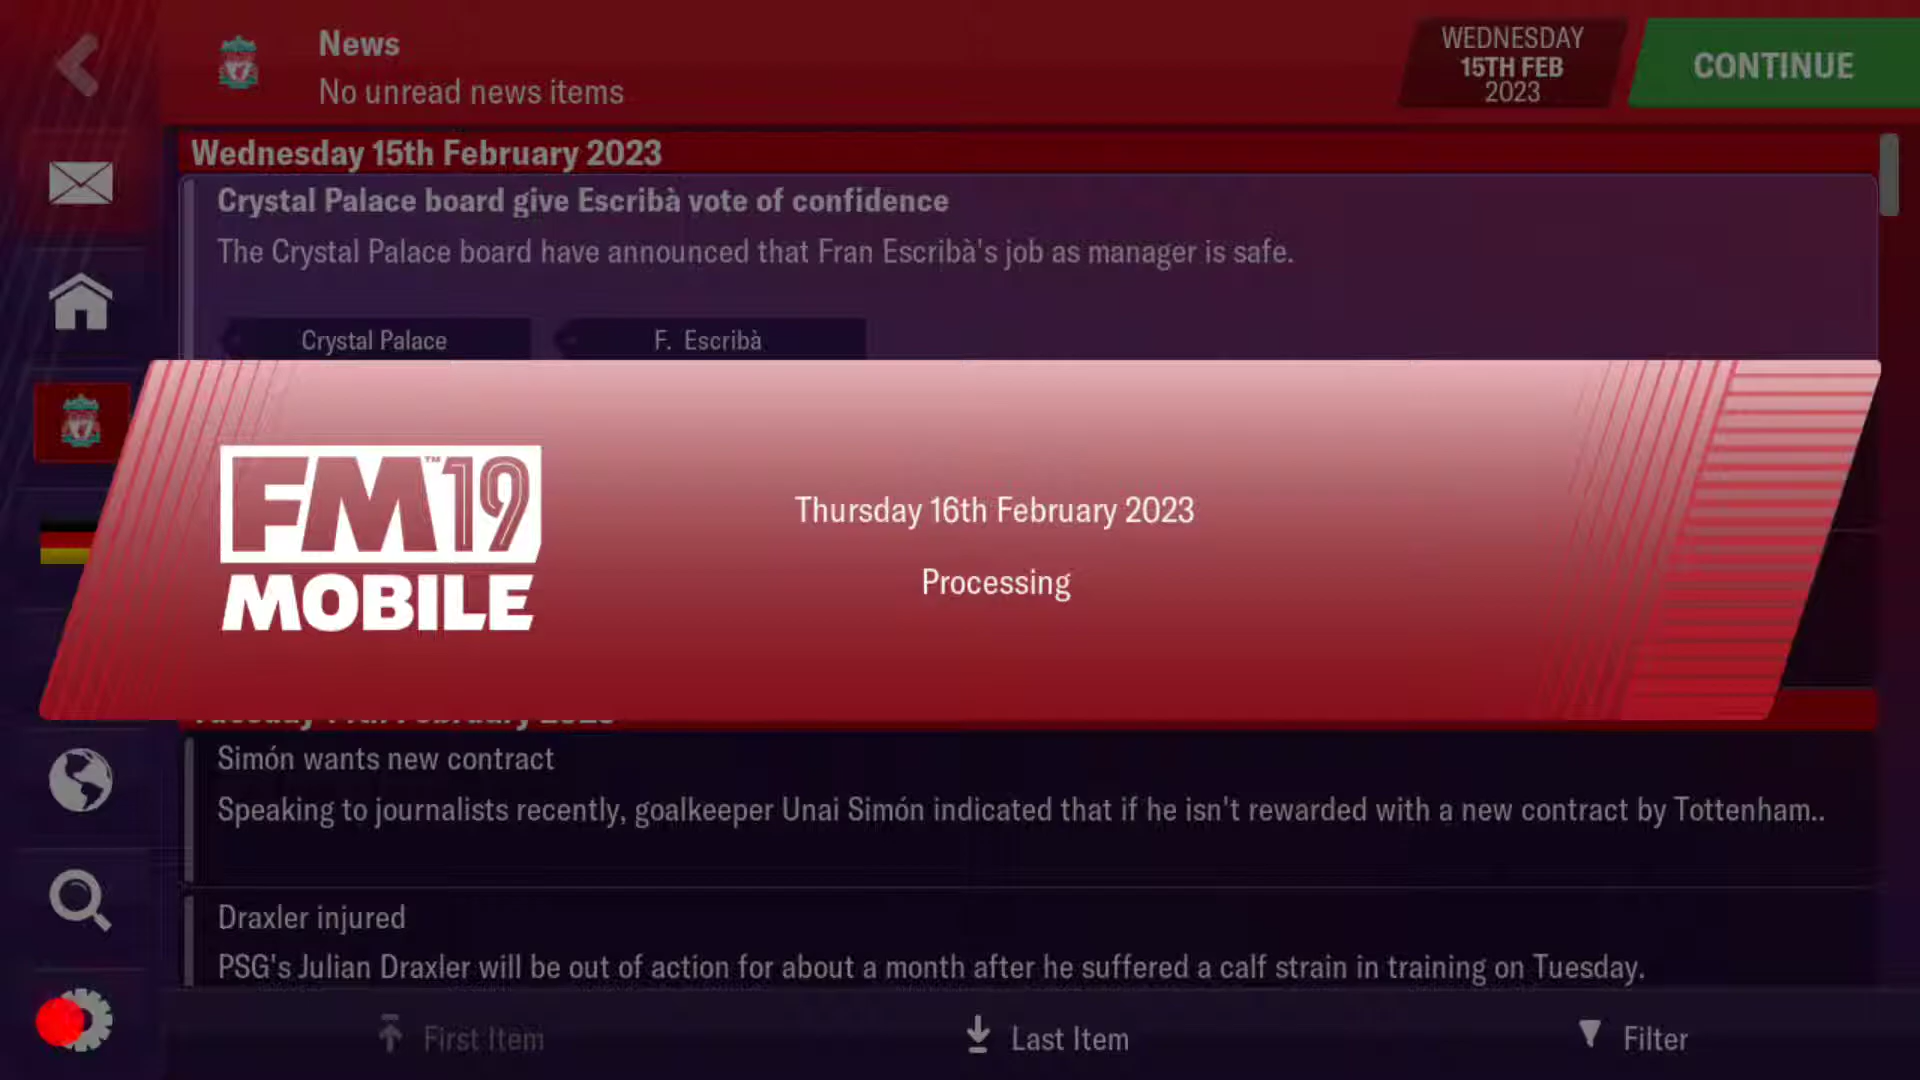 News
No unread news items
WEDNESDAY
15TH FEB
2023
CONTINUE
Wednesday 15th February 2023
Crystal Palace board give Escribà vote of confidence
The Crystal Palace board have announced that Fran Escribà's job as manager is safe.
Crystal Palace
F. Escribà
FM™19
MOBILE
Thursday 16th February 2023
Processing
Simón wants new contract
Speaking to journalists recently, goalkeeper Unai Simón indicated that if he isn't rewarded with a new contract by Tottenham..
Draxler injured
PSG's Julian Draxler will be out of action for about a month after he suffered a calf strain in training on Tuesday.
First Item
Last Item
Filter